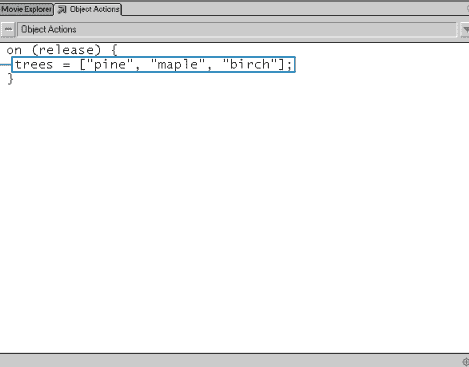 Movie Explorer Object Actions
Object Actions
on (release) {
trees = ["pine", "maple", "birch"];
}